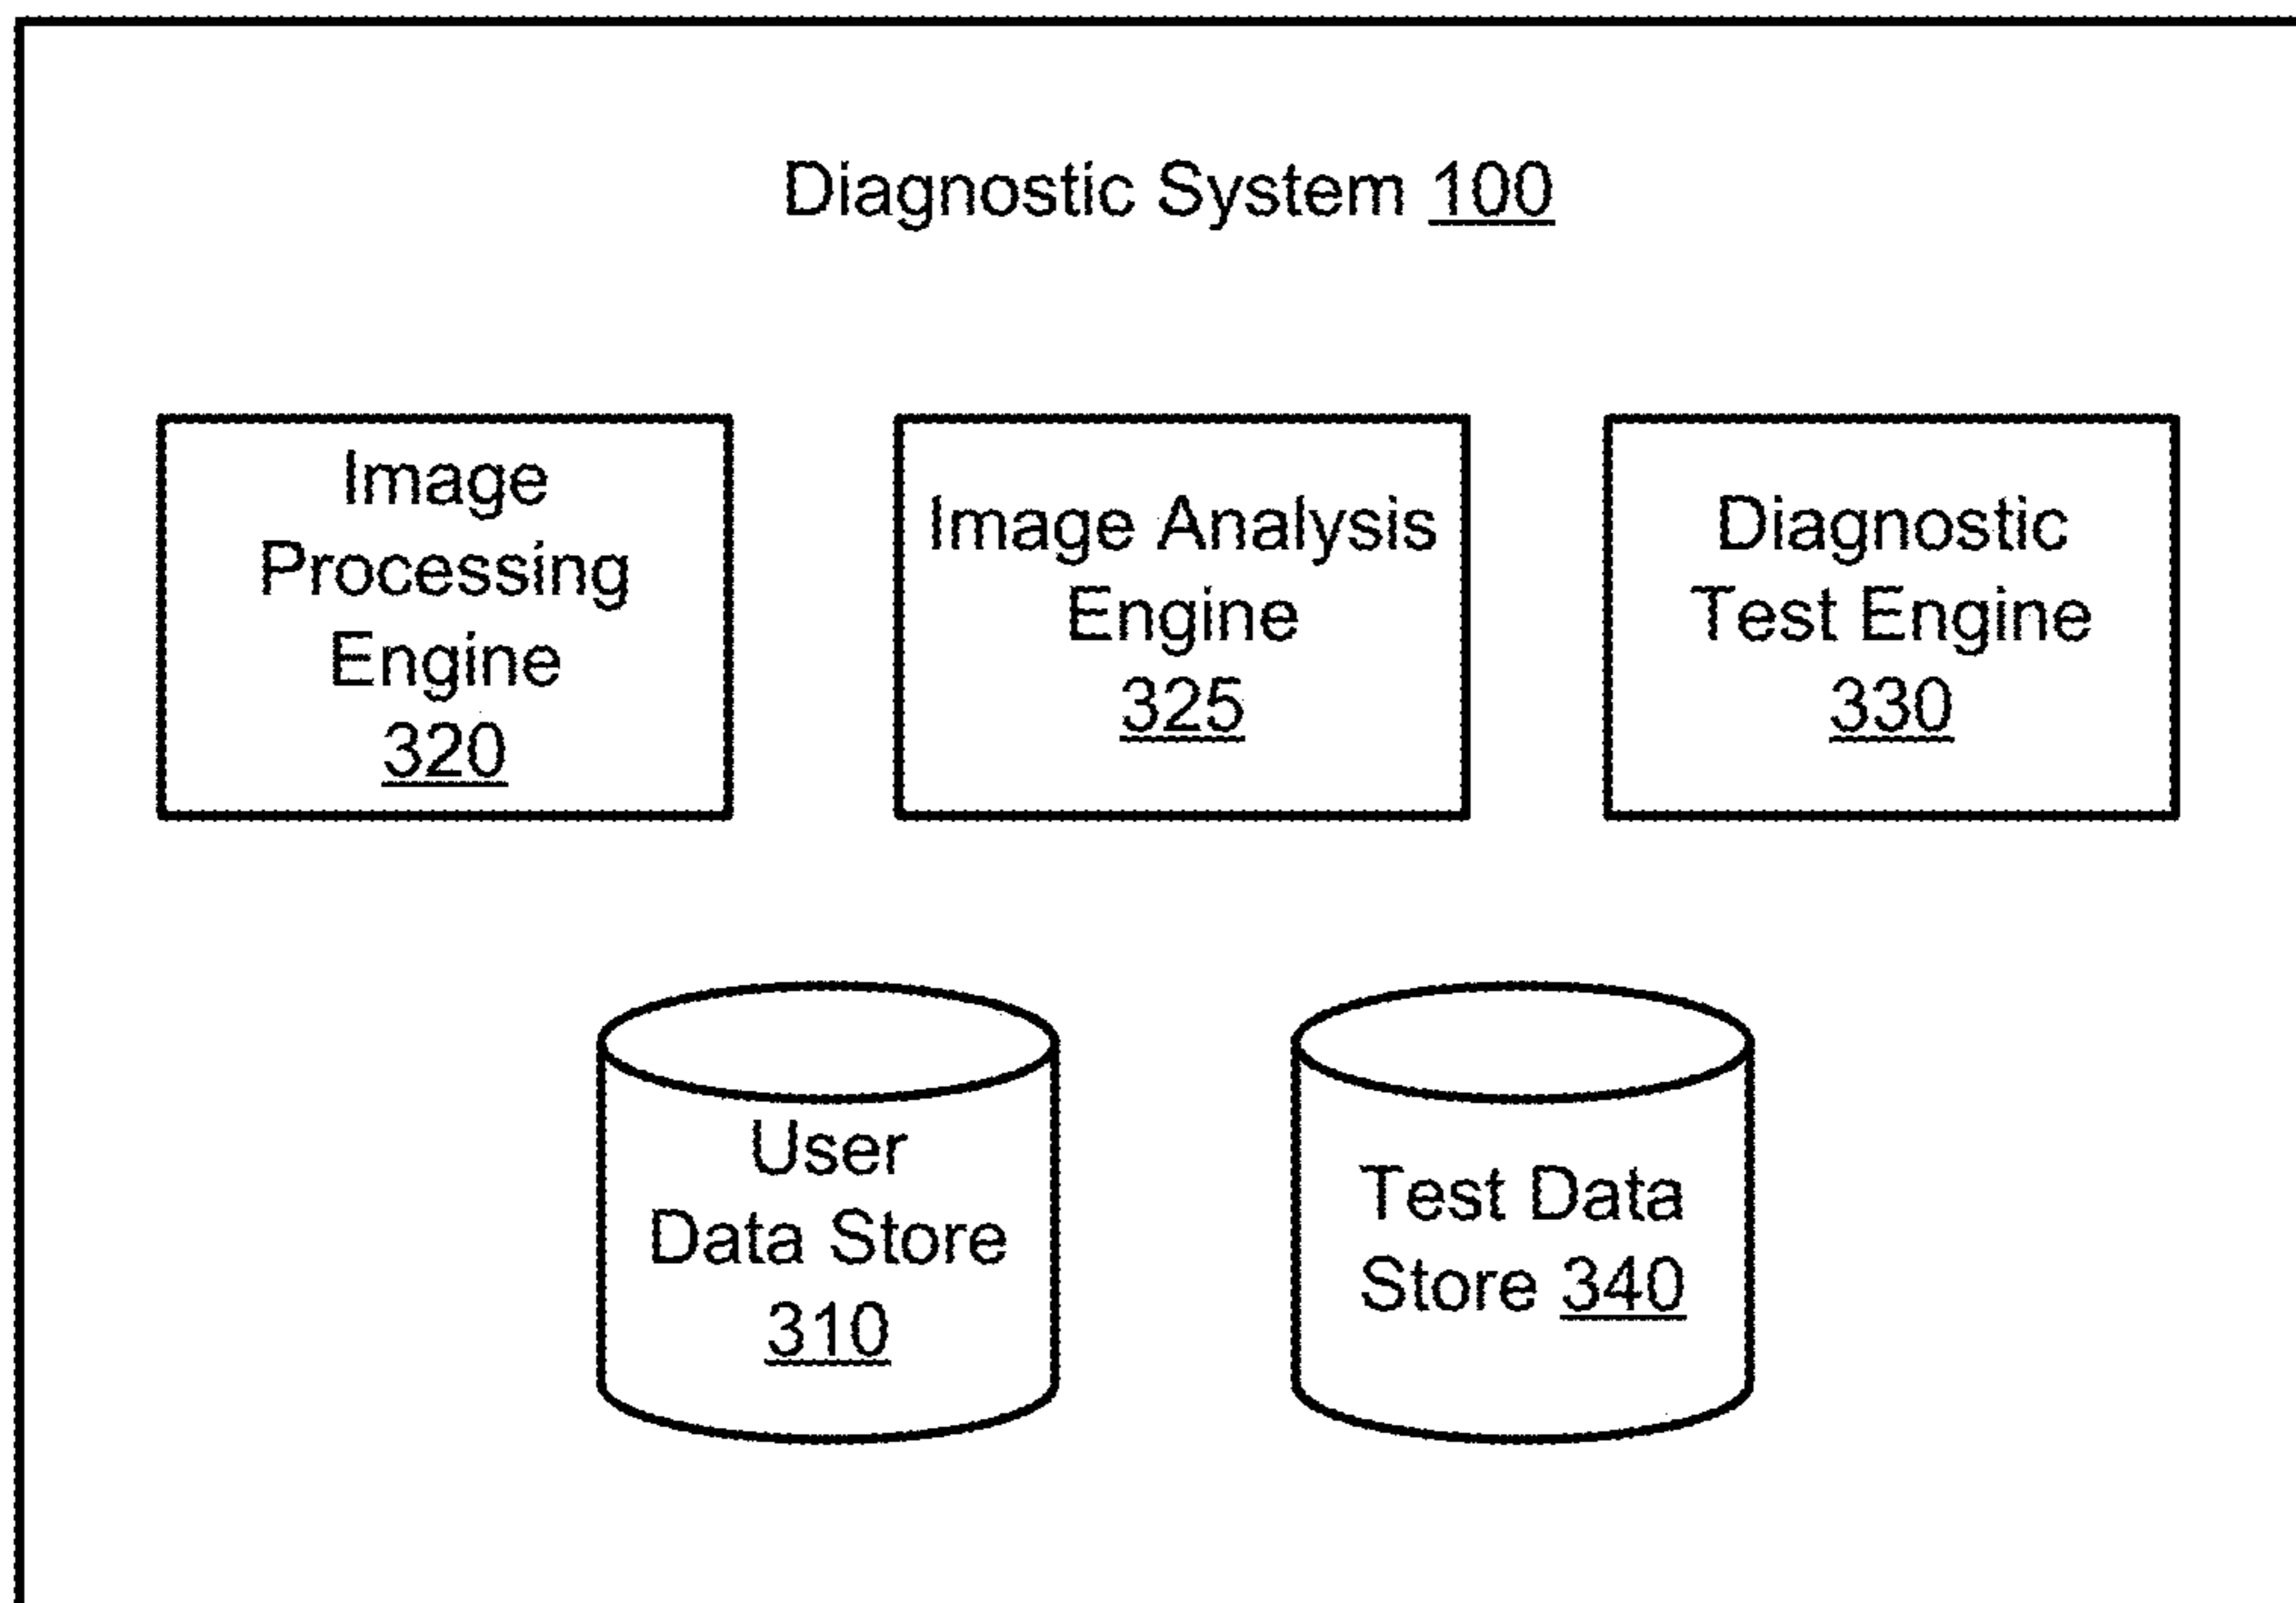 Diagnostic System 100
Image
Processing
Engine
320
Image Analysis
Engine
325
Diagnostic
Test Engine
330
User
Data Store
310
Test Data
Store 340